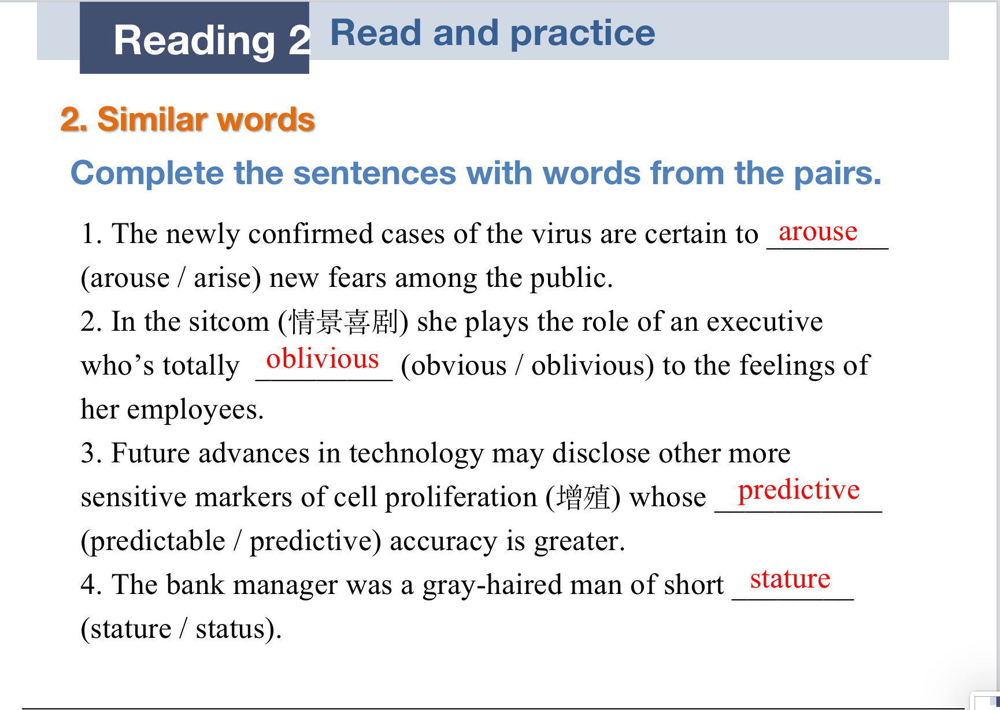 Reading 2 Read and practice
2. Similar words
Complete the sentences with words from the pairs.
1. The newly confirmed cases of the virus are certain to arouse
(arouse / arise) new fears among the public.
2. In the sitcom (情景喜剧) she plays the role of an executive
who’s totally oblivious (obvious / oblivious) to the feelings of
her employees.
3. Future advances in technology may disclose other more
sensitive markers of cell proliferation (增殖) whose predictive
(predictable / predictive) accuracy is greater.
4. The bank manager was a gray-haired man of short stature
(stature / status).